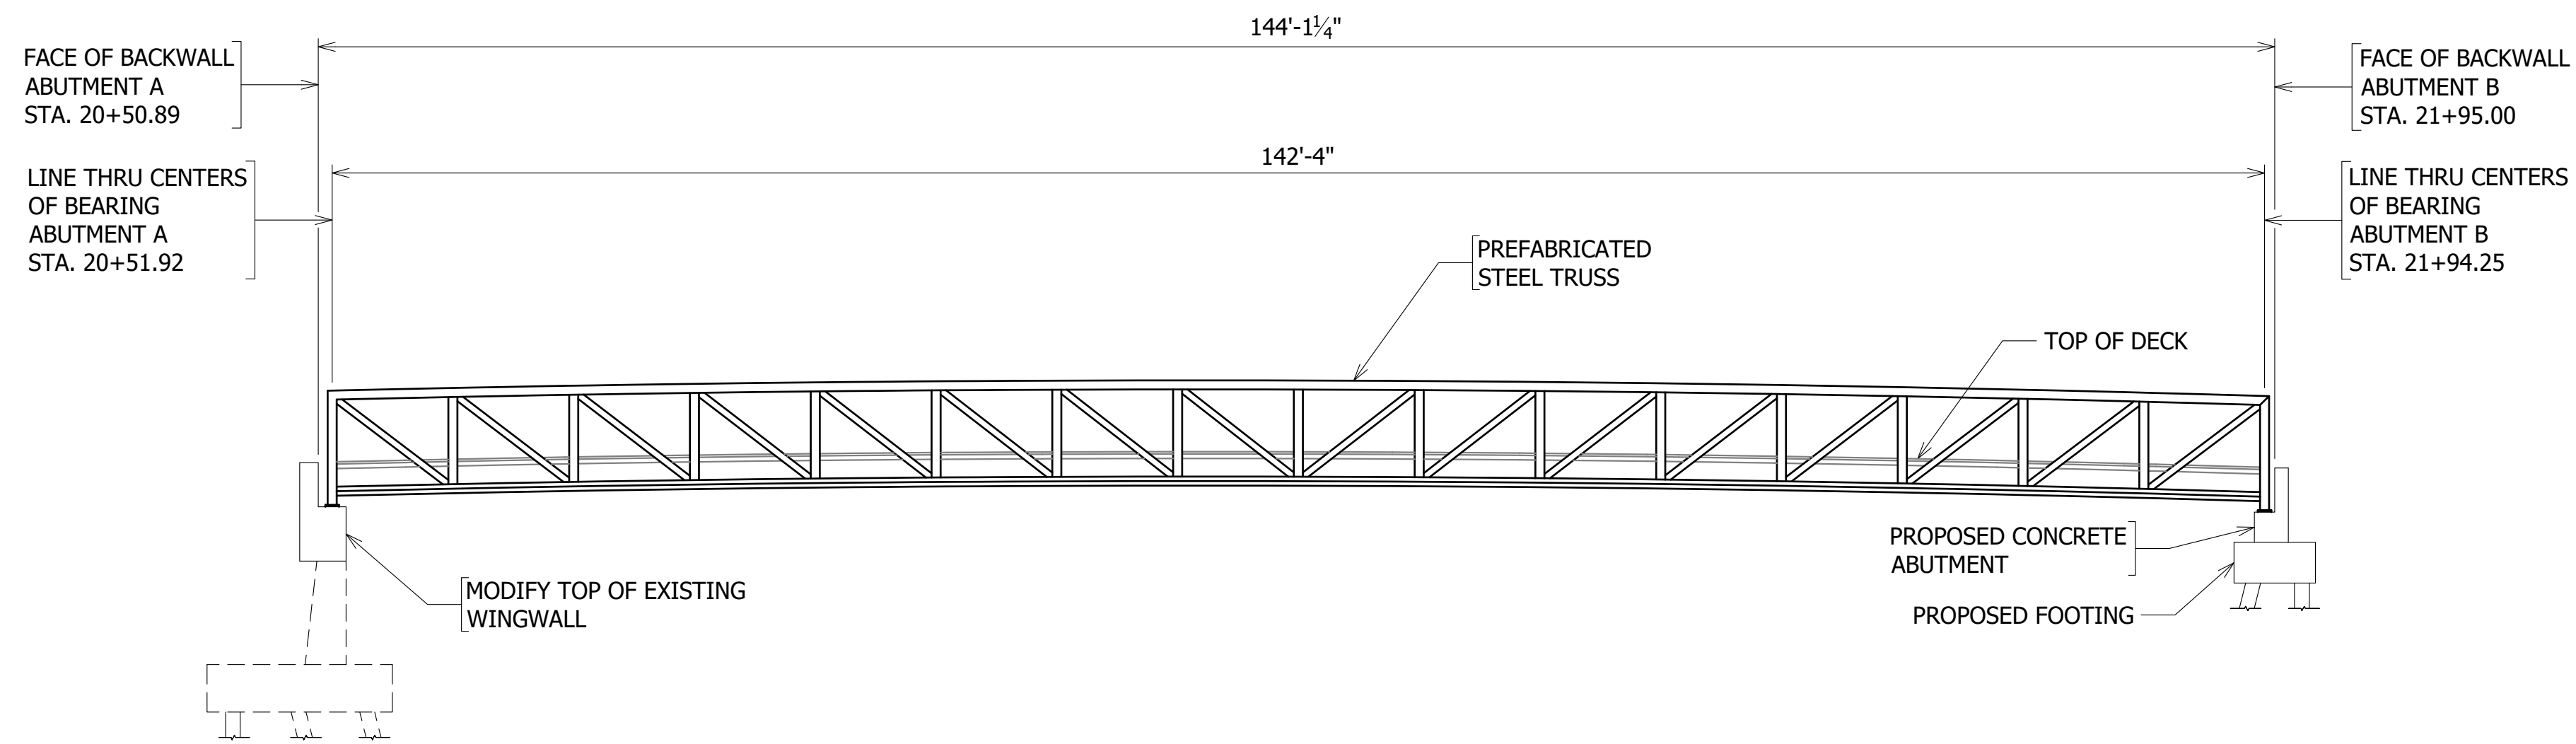 144'-1¼"
FACE OF BACKWALL
ABUTMENT A
STA. 20+50.89
FACE OF BACKWALL
ABUTMENT B
STA. 21+95.00
142'-4"
LINE THRU CENTERS
OF BEARING
ABUTMENT A
STA. 20+51.92
LINE THRU CENTERS
OF BEARING
ABUTMENT B
STA. 21+94.25
PREFABRICATED
STEEL TRUSS
TOP OF DECK
PROPOSED CONCRETE
ABUTMENT
MODIFY TOP OF EXISTING
WINGWALL
PROPOSED FOOTING